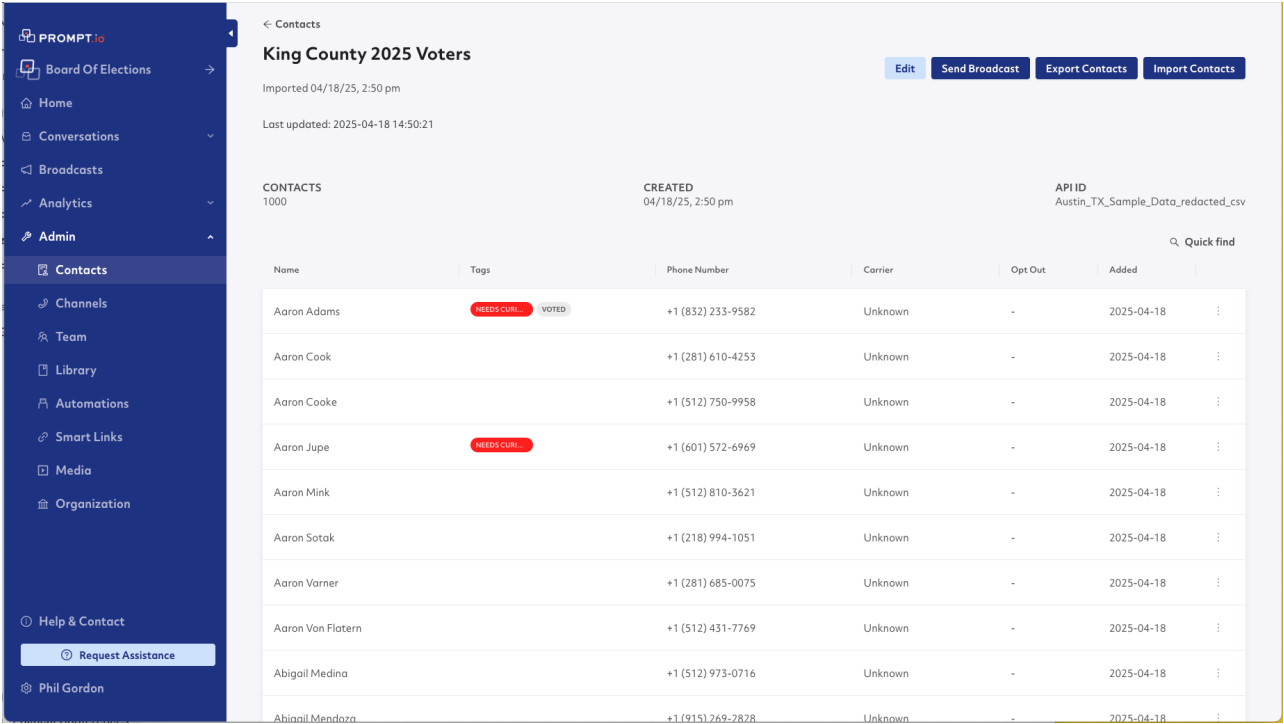 PROMPT.io
Board Of Elections
Home
Conversations
Broadcasts
Analytics
Admin
Contacts
Channels
Team
Library
Automations
Smart Links
Media
Organization
Help & Contact
Request Assistance
Phil Gordon
← Contacts
King County 2025 Voters
Edit Send Broadcast Export Contacts Import Contacts
Imported 04/18/25, 2:50 pm
Last updated: 2025-04-18 14:50:21
CONTACTS CREATED API ID
1000 04/18/25, 2:50 pm Austin_TX_Sample_Data_redacted_csv
Quick find
Name Tags Phone Number Carrier Opt Out Added
Aaron Adams NEEDS CURI... VOTED +1 (832) 233-9582 Unknown - 2025-04-18
Aaron Cook +1 (281) 610-4253 Unknown - 2025-04-18
Aaron Cooke +1 (512) 750-9958 Unknown - 2025-04-18
Aaron Jupe NEEDS CURI... +1 (601) 572-6969 Unknown - 2025-04-18
Aaron Mink +1 (512) 810-3621 Unknown - 2025-04-18
Aaron Sotak +1 (218) 994-1051 Unknown - 2025-04-18
Aaron Varner +1 (281) 685-0075 Unknown - 2025-04-18
Aaron Von Flatern +1 (512) 431-7769 Unknown - 2025-04-18
Abigail Medina +1 (512) 973-0716 Unknown - 2025-04-18
Abigail Mendoza +1 (915) 269-2828 Unknown - 2025-04-18